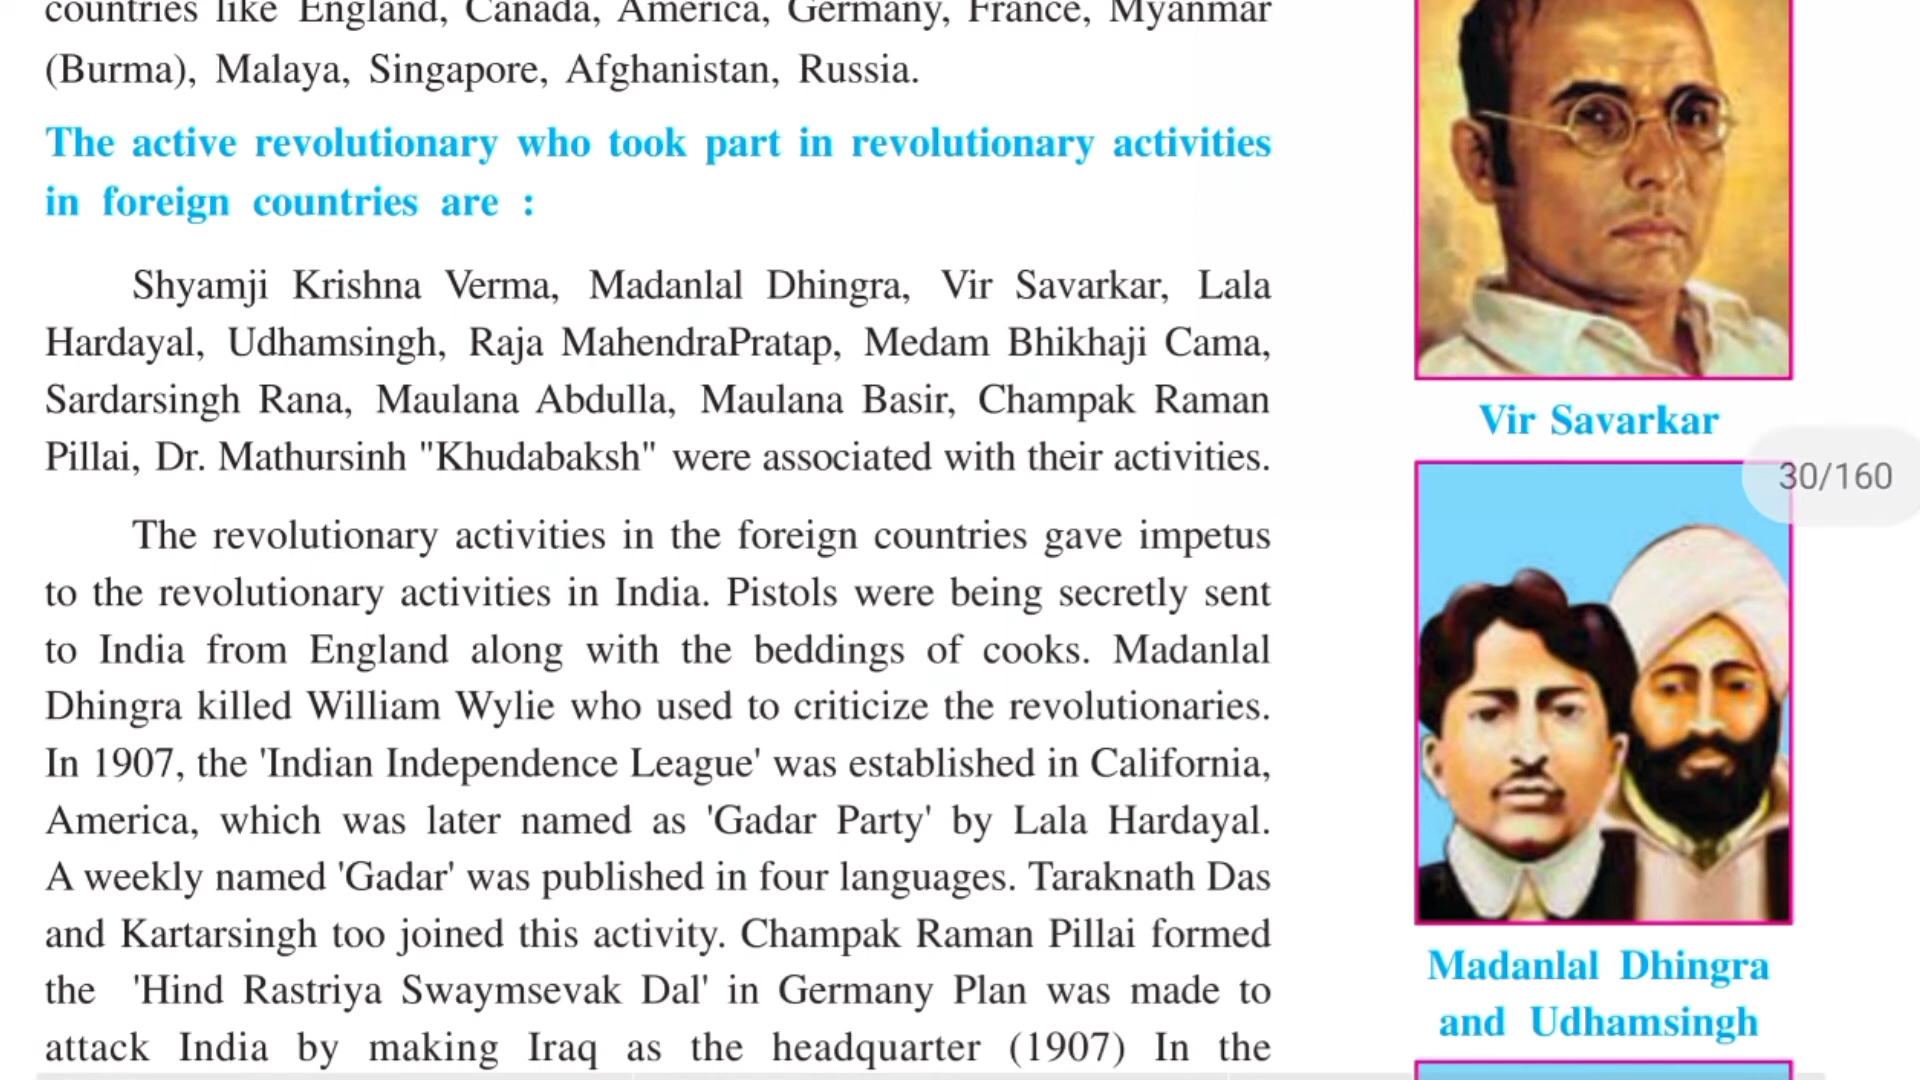 countries like England, Canada, America, Germany, France, Myanmar
(Burma), Malaya, Singapore, Afghanistan, Russia.
The active revolutionary who took part in revolutionary activities
in foreign countries are :
Shyamji Krishna Verma, Madanlal Dhingra, Vir Savarkar, Lala
Hardayal, Udhamsingh, Raja MahendraPratap, Medam Bhikhaji Cama,
Sardarsingh Rana, Maulana Abdulla, Maulana Basir, Champak Raman
Pillai, Dr. Mathursinh "Khudabaksh" were associated with their activities.
The revolutionary activities in the foreign countries gave impetus
to the revolutionary activities in India. Pistols were being secretly sent
to India from England along with the beddings of cooks. Madanlal
Dhingra killed William Wylie who used to criticize the revolutionaries.
In 1907, the 'Indian Independence League' was established in California,
America, which was later named as 'Gadar Party' by Lala Hardayal.
A weekly named 'Gadar' was published in four languages. Taraknath Das
and Kartarsingh too joined this activity. Champak Raman Pillai formed
the 'Hind Rastriya Swaymsevak Dal' in Germany Plan was made to
attack India by making Iraq as the headquarter (1907) In the
Vir Savarkar
30/160
Madanlal Dhingra
and Udhamsingh